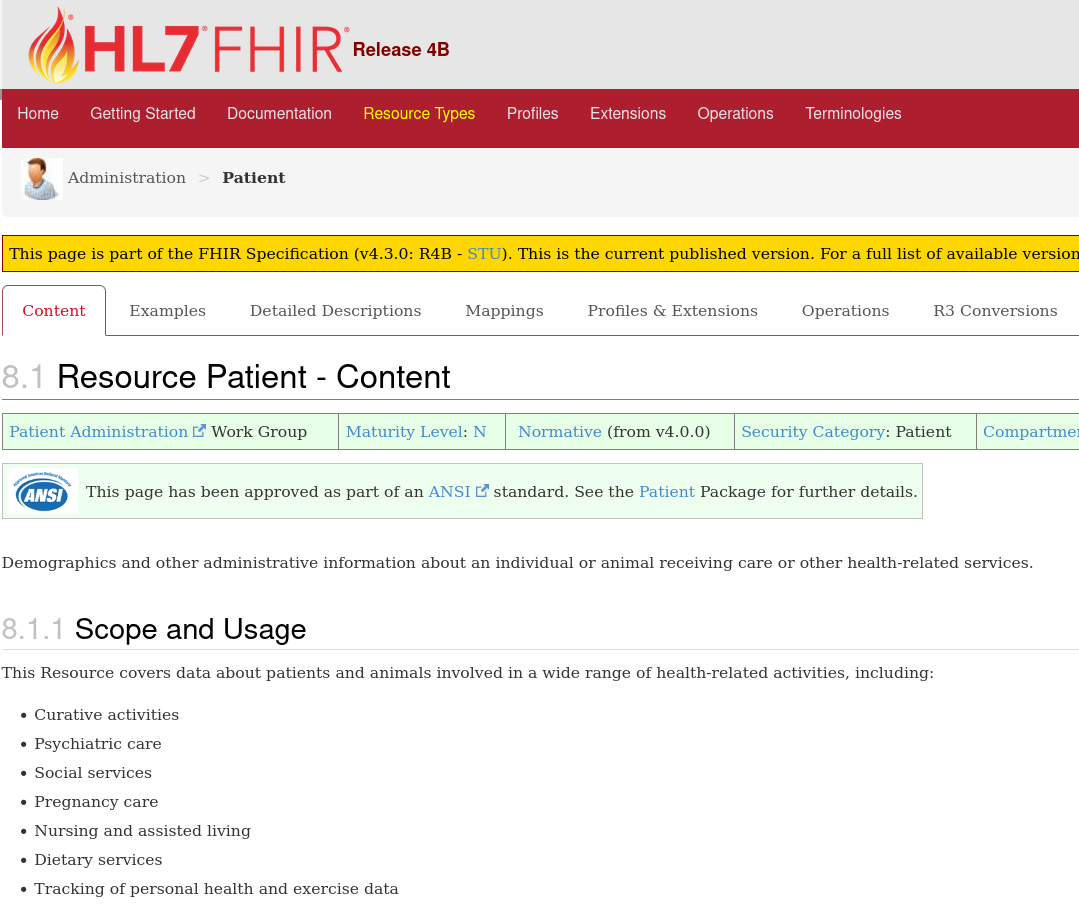 HL7® FHIR® Release 4B
Home Getting Started Documentation Resource Types Profiles Extensions Operations Terminologies
Administration > Patient
This page is part of the FHIR Specification (v4.3.0: R4B - STU). This is the current published version. For a full list of available version
Content Examples Detailed Descriptions Mappings Profiles & Extensions Operations R3 Conversions
8.1 Resource Patient - Content
Patient Administration Work Group Maturity Level: N Normative (from v4.0.0) Security Category: Patient Compartme
ANSI This page has been approved as part of an ANSI standard. See the Patient Package for further details.
Demographics and other administrative information about an individual or animal receiving care or other health-related services.
8.1.1 Scope and Usage
This Resource covers data about patients and animals involved in a wide range of health-related activities, including:
• Curative activities
• Psychiatric care
• Social services
• Pregnancy care
• Nursing and assisted living
• Dietary services
• Tracking of personal health and exercise data